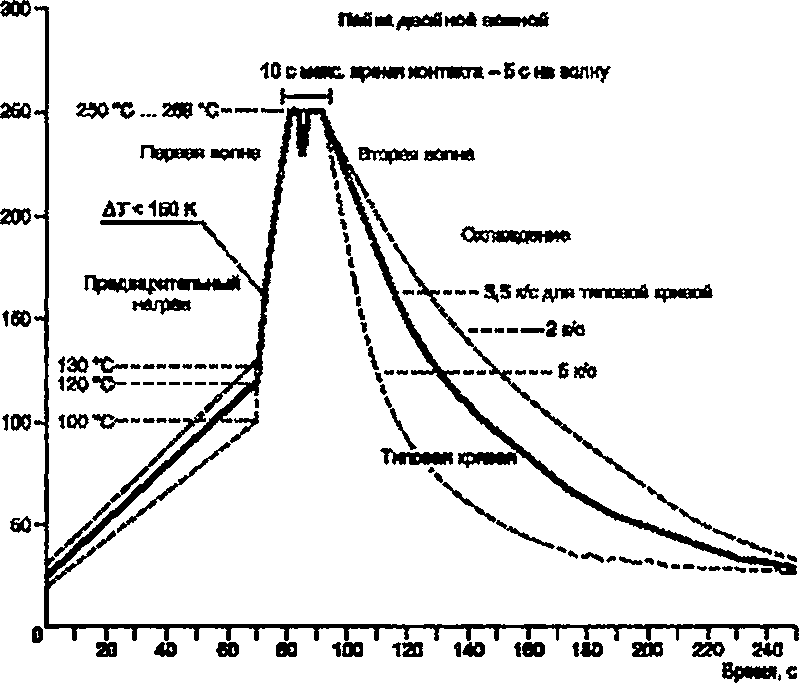 300
Пайка двойной волной
10 с макс. время контакта – 5 с на волну
250
250 °C ... 260 °C
Первая волна
Вторая волна
200
ΔT < 150 K
Охлаждение
Предварительный
нагрев
3,5 к/с для типовой кривой
150
2 к/с
130 °C
5 к/с
120 °C
100
100 °C
Типовая кривая
50
0
0 20 40 60 80 100 120 140 160 180 200 220 240
Время, с